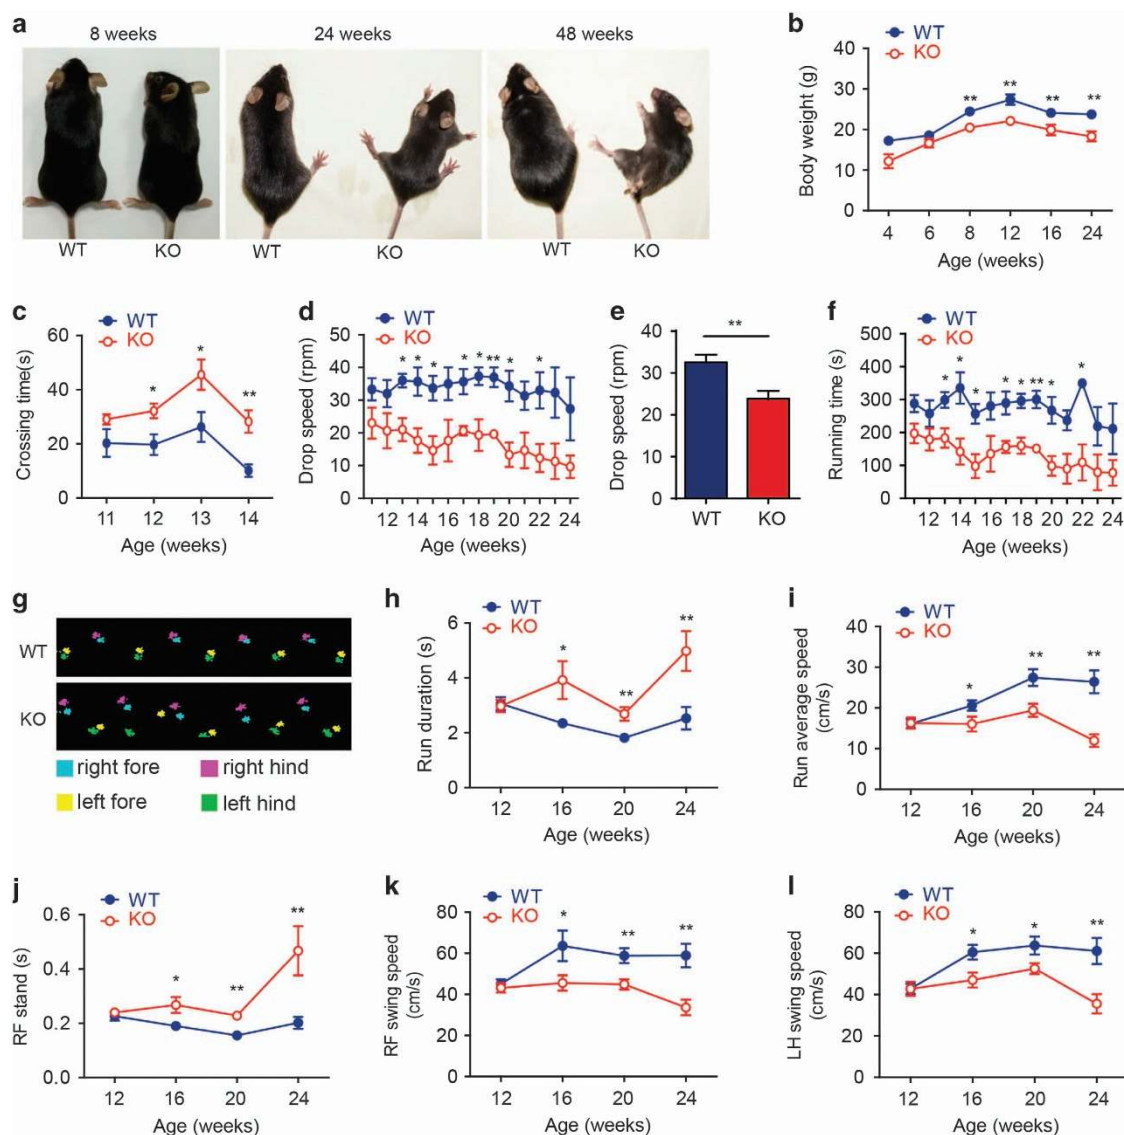 a
8 weeks
24 weeks
48 weeks
WT
KO
WT
KO
WT
KO
b
WT
KO
Body weight (g)
40
30
20
10
0
** ** ** **
4 6 8 12 16 24
Age (weeks)
c
WT
KO
Crossing time(s)
60
40
20
0
* * **
11 12 13 14
Age (weeks)
d
WT
KO
Drop speed (rpm)
50
40
30
20
10
0
* * * * * ** * *
12 14 16 18 20 22 24
Age (weeks)
e
Drop speed (rpm)
40
30
20
10
0
**
WT KO
f
WT
KO
Running time (s)
500
400
300
200
100
0
* * * * * ** * *
12 14 16 18 20 22 24
Age (weeks)
g
WT
KO
right fore
right hind
left fore
left hind
h
WT
KO
Run duration (s)
6
4
2
0
* ** **
12 16 20 24
Age (weeks)
i
WT
KO
Run average speed
(cm/s)
40
30
20
10
0
* ** **
12 16 20 24
Age (weeks)
j
WT
KO
RF stand (s)
0.6
0.4
0.2
0.0
* ** **
12 16 20 24
Age (weeks)
k
WT
KO
RF swing speed
(cm/s)
80
60
40
20
0
* ** **
12 16 20 24
Age (weeks)
l
WT
KO
LH swing speed
(cm/s)
80
60
40
20
0
* * **
12 16 20 24
Age (weeks)